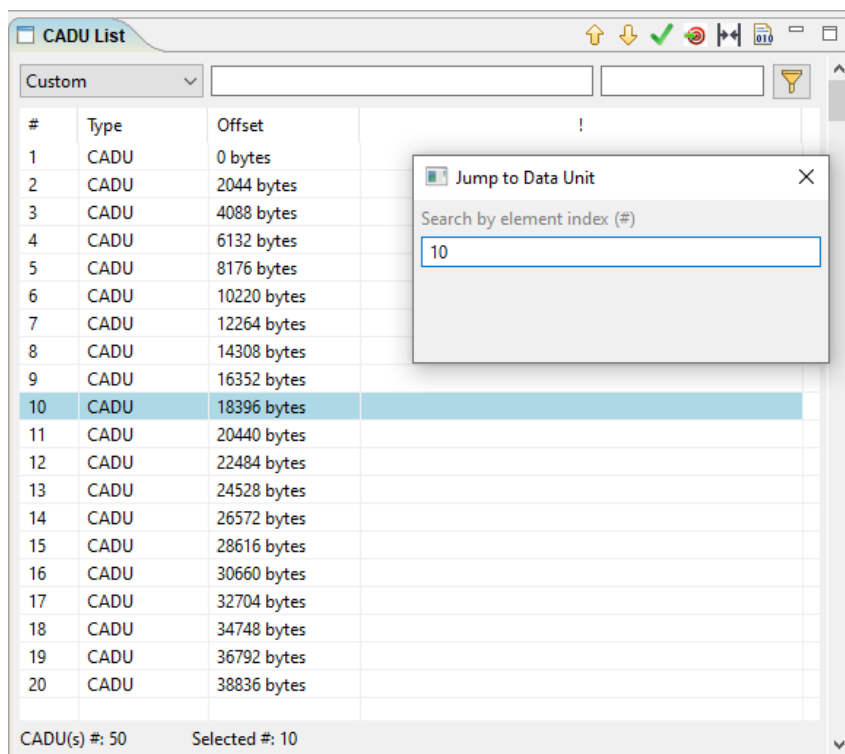 CADU List
010
Custom
# Type Offset !
1 CADU 0 bytes
2 CADU 2044 bytes
3 CADU 4088 bytes
4 CADU 6132 bytes
5 CADU 8176 bytes
6 CADU 10220 bytes
7 CADU 12264 bytes
8 CADU 14308 bytes
9 CADU 16352 bytes
10 CADU 18396 bytes
11 CADU 20440 bytes
12 CADU 22484 bytes
13 CADU 24528 bytes
14 CADU 26572 bytes
15 CADU 28616 bytes
16 CADU 30660 bytes
17 CADU 32704 bytes
18 CADU 34748 bytes
19 CADU 36792 bytes
20 CADU 38836 bytes
Jump to Data Unit
Search by element index (#)
10
CADU(s) #: 50 Selected #: 10